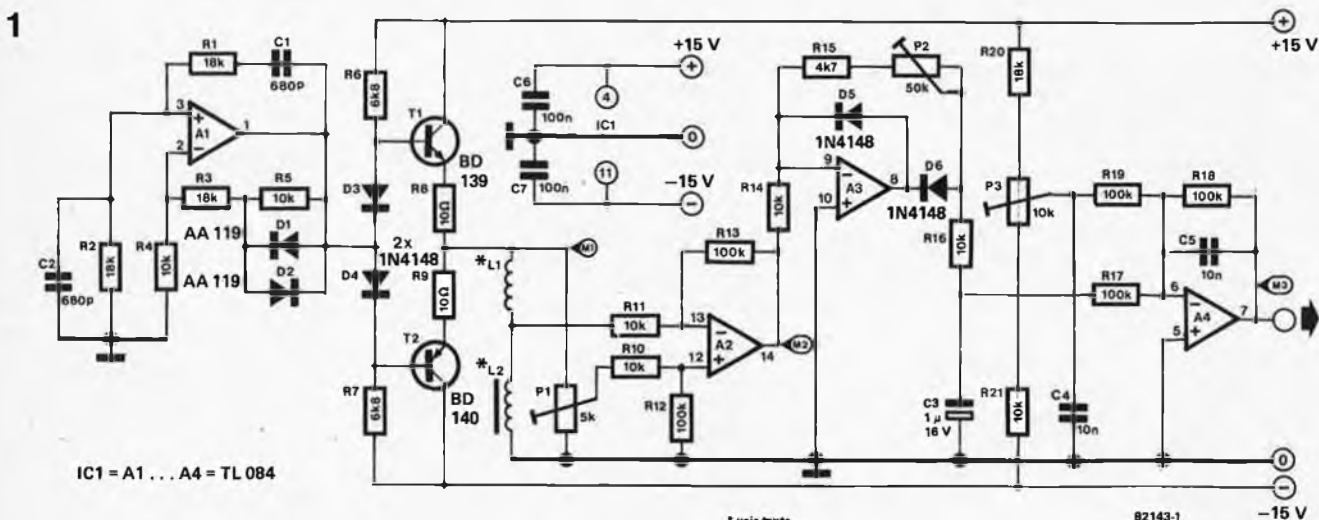 1
R1
18k
C1
680p
3
+
A1
1
2
−
R3
18k
R5
10k
AA 119
D1
AA 119
D2
C2
680p
R2
18k
R4
10k
IC1 = A1 ... A4 = TL 084
R6
6k8
T1
BD
139
R8
10Ω
D3
2x
1N4148
D4
R9
10Ω
T2
BD
140
R7
6k8
+15 V
+
C6
100n
4
IC1
0
C7
100n
11
−15 V
−
M1
*L1
*L2
P1
5k
R11
10k
R10
10k
R12
100k
R13
100k
13
−
A2
12
+
14
M2
R14
10k
R15
4k7
P2
50k
D5
1N4148
9
−
A3
10
+
8
D6
1N4148
R16
10k
C3
1µ
16 V
R20
18k
P3
10k
R21
10k
C4
10n
R19
100k
R18
100k
C5
10n
R17
100k
6
−
A4
5
+
7
M3
+
+15 V
0
−
−15 V
82143-1